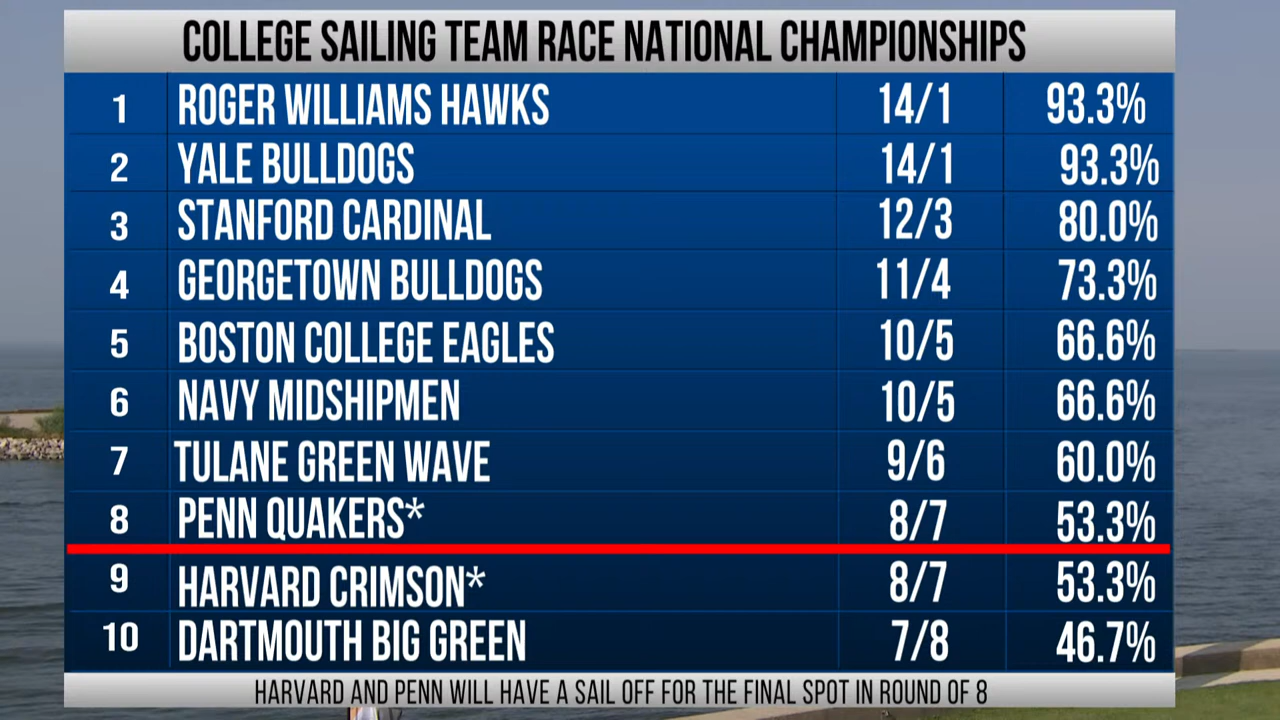 COLLEGE SAILING TEAM RACE NATIONAL CHAMPIONSHIPS
1 ROGER WILLIAMS HAWKS 14/1 93.3%
2 YALE BULLDOGS 14/1 93.3%
3 STANFORD CARDINAL 12/3 80.0%
4 GEORGETOWN BULLDOGS 11/4 73.3%
5 BOSTON COLLEGE EAGLES 10/5 66.6%
6 NAVY MIDSHIPMEN 10/5 66.6%
7 TULANE GREEN WAVE 9/6 60.0%
8 PENN QUAKERS* 8/7 53.3%
9 HARVARD CRIMSON* 8/7 53.3%
10 DARTMOUTH BIG GREEN 7/8 46.7%
HARVARD AND PENN WILL HAVE A SAIL OFF FOR THE FINAL SPOT IN ROUND OF 8